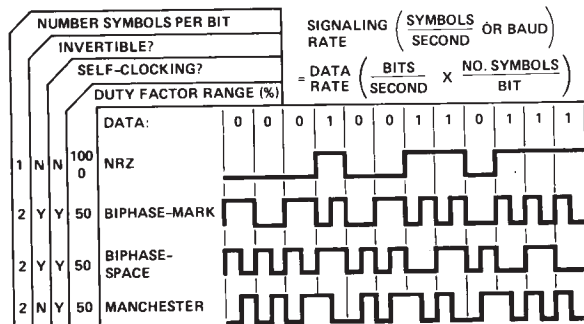 NUMBER SYMBOLS PER BIT
INVERTIBLE?
SELF-CLOCKING?
DUTY FACTOR RANGE (%)
SIGNALING RATE (SYMBOLS / SECOND OR BAUD)
= DATA RATE (BITS / SECOND X NO. SYMBOLS / BIT)
DATA: 0 0 0 1 0 0 1 1 0 1 1 1
1 N N 100 0 NRZ
2 Y Y 50 BIPHASE-MARK
2 Y Y 50 BIPHASE-
SPACE
2 N Y 50 MANCHESTER